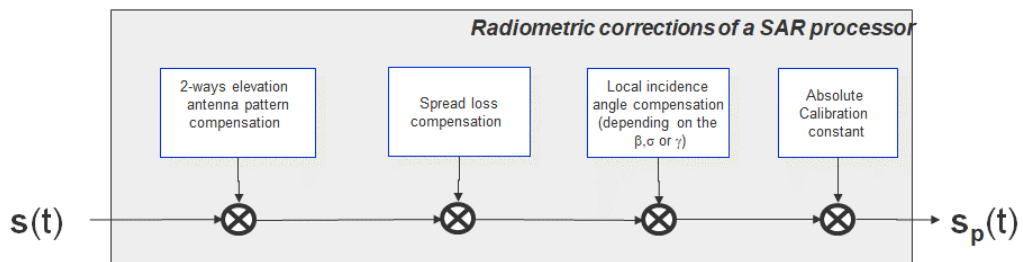 Radiometric corrections of a SAR processor
2-ways elevation
antenna pattern
compensation
Spread loss
compensation
Local incidence
angle compensation
(depending on the
β,σ or γ)
Absolute
Calibration
constant
s(t)
sp(t)